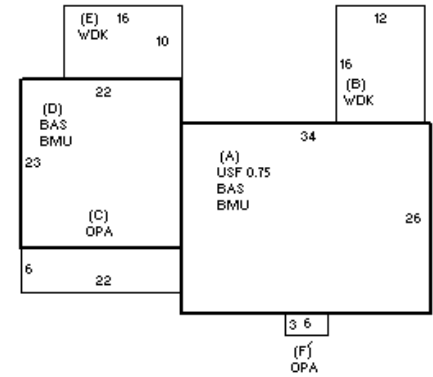 (E) 16
WDK
10
12
16
(B)
WDK
22
(D)
BAS
BMU
23
34
(A)
USF 0.75
BAS
BMU
26
(C)
OPA
6
22
3 6
(F)
OPA